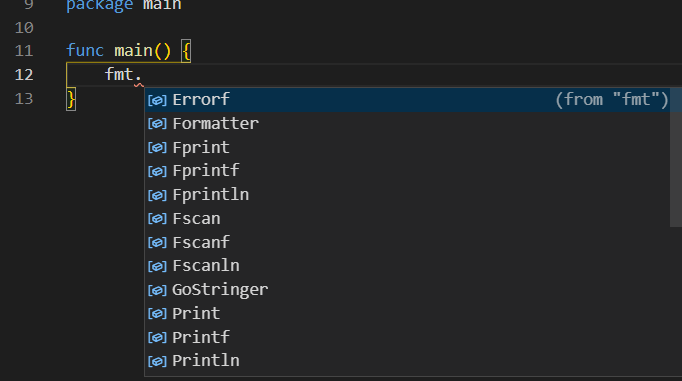 9 package main
10
11 func main() {
12 fmt.
13 }
Errorf (from "fmt")
Formatter
Fprint
Fprintf
Fprintln
Fscan
Fscanf
Fscanln
GoStringer
Print
Printf
Println